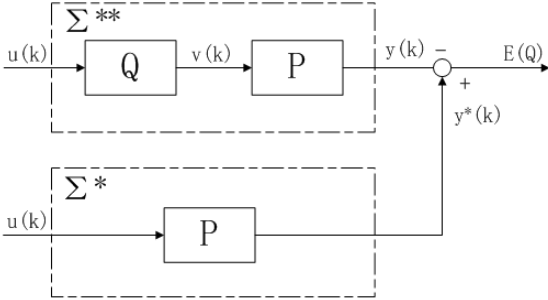 Σ**
u(k)
Q
v(k)
P
y(k)
−
E(Q)
+
y*(k)
Σ*
u(k)
P